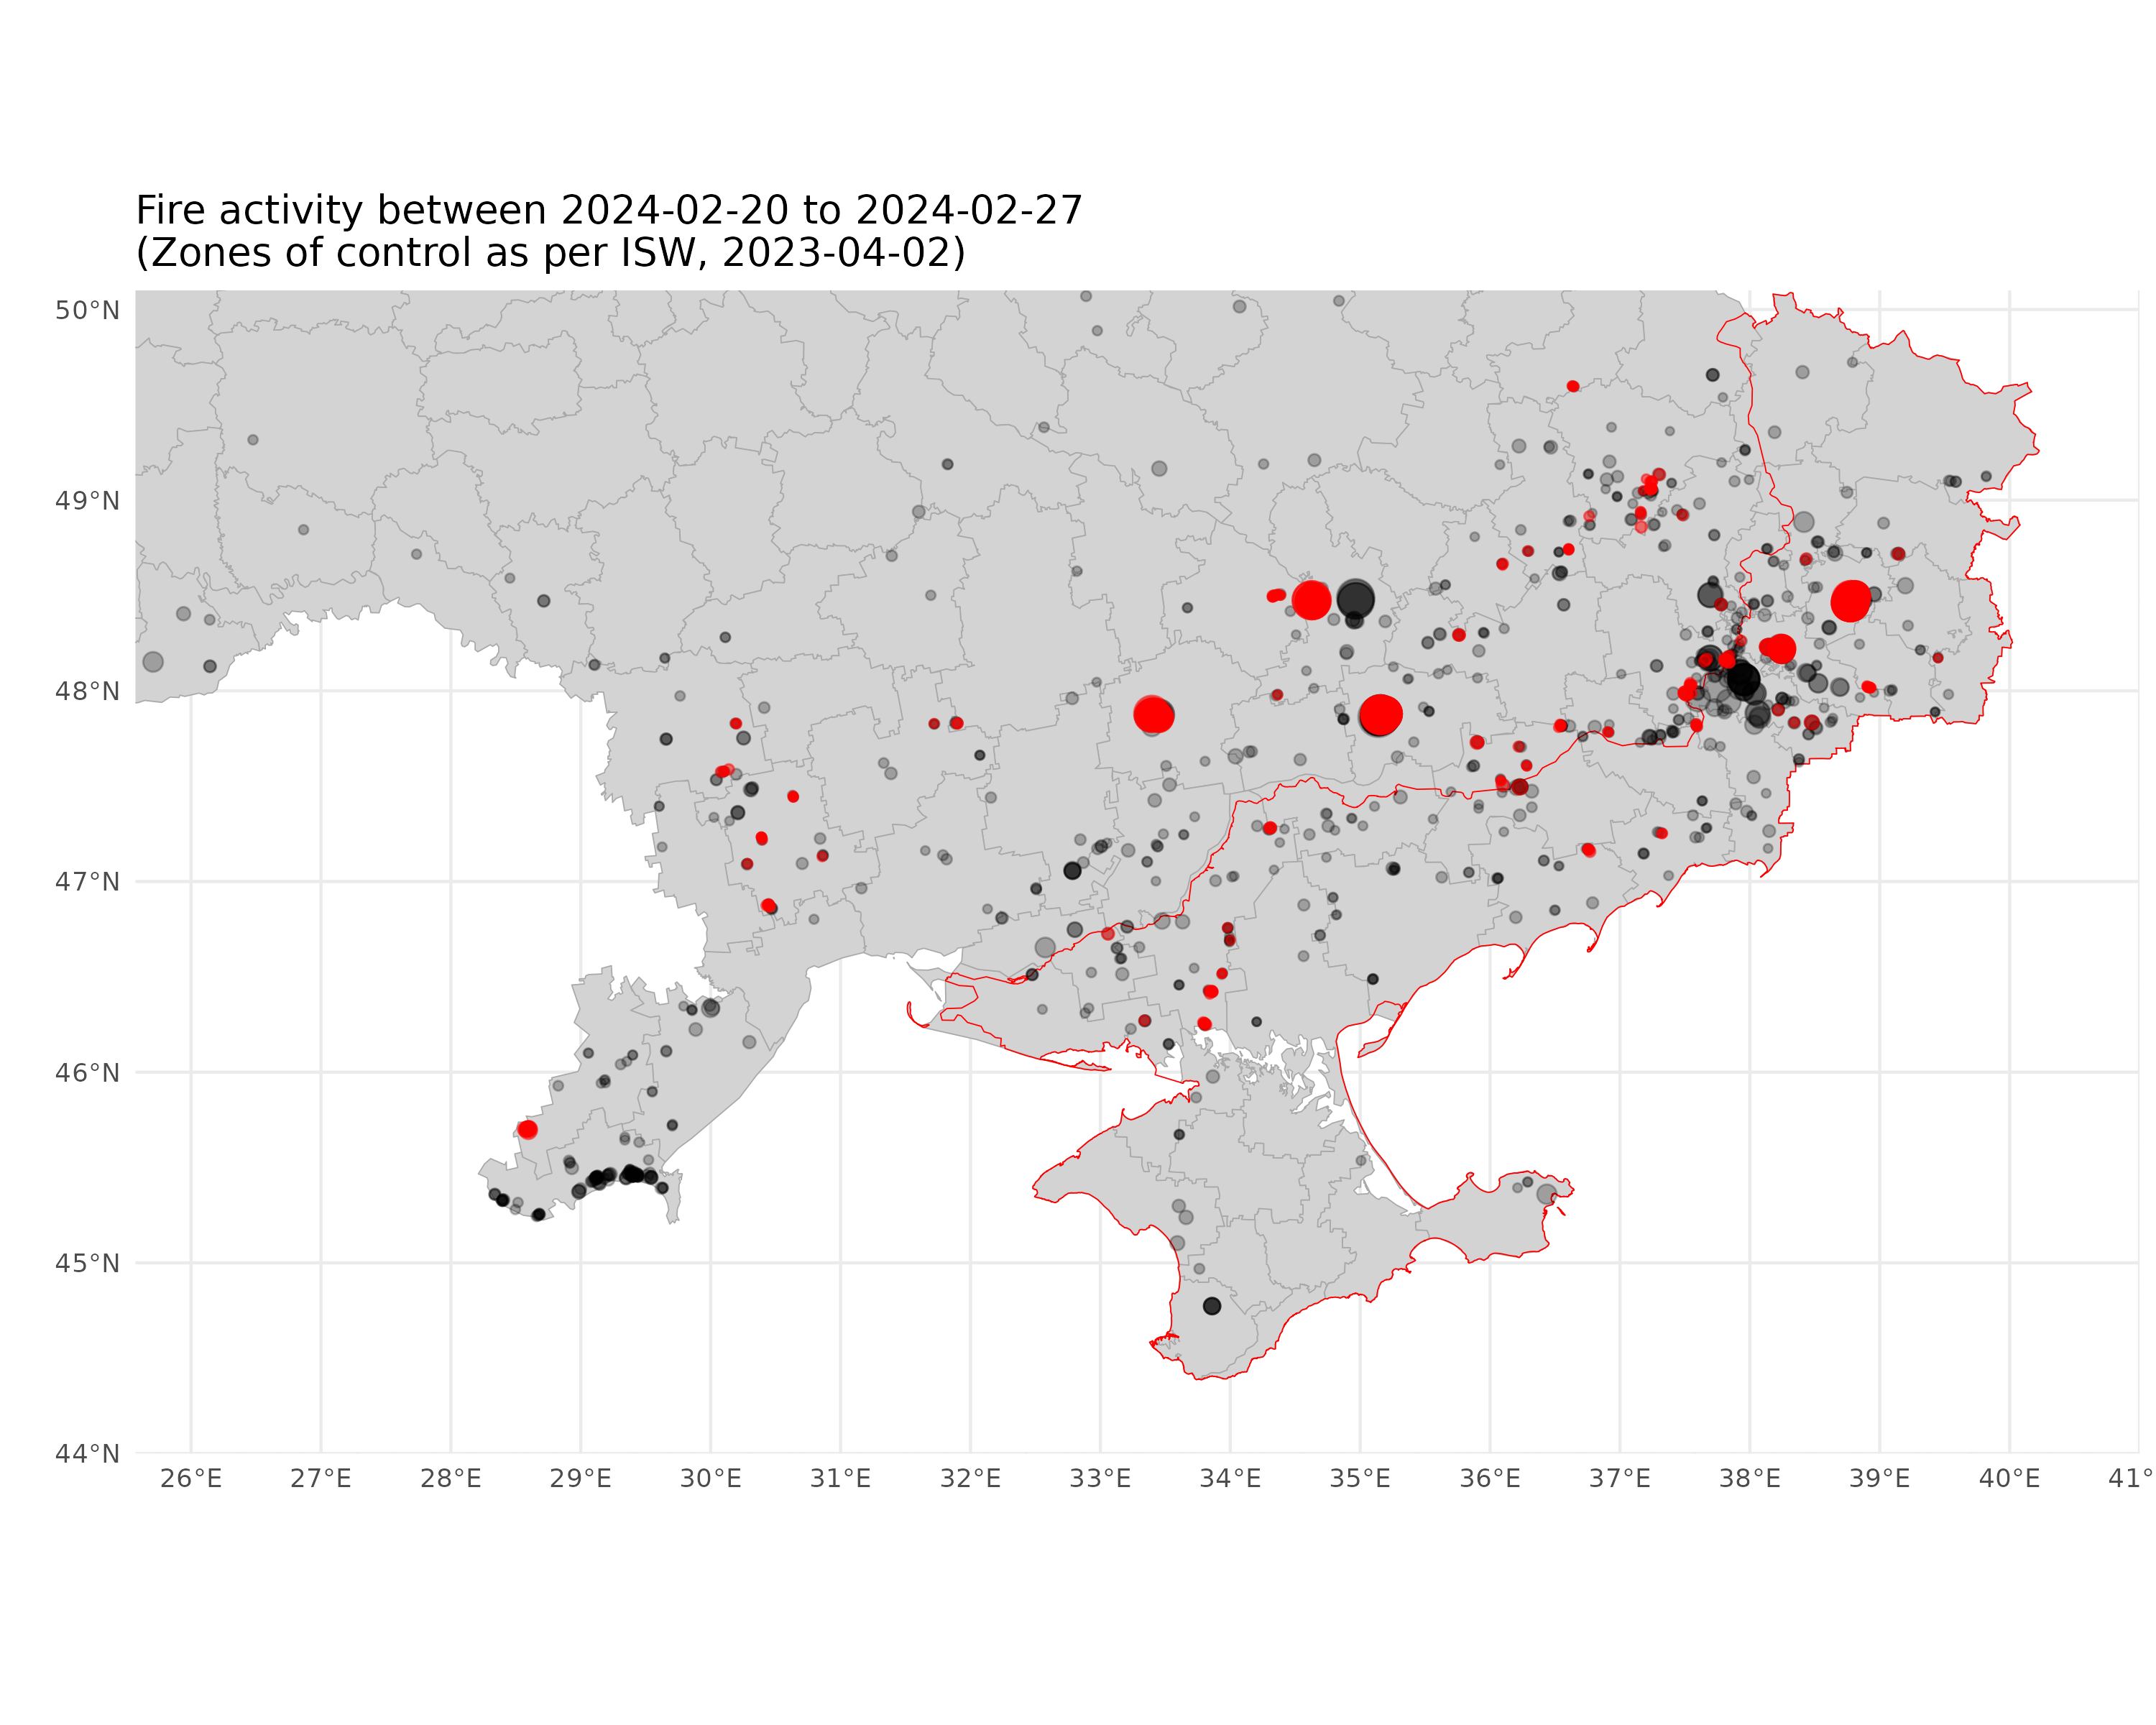 Fire activity between 2024-02-20 to 2024-02-27
(Zones of control as per ISW, 2023-04-02)
50°N
49°N
48°N
47°N
46°N
45°N
44°N
26°E 27°E 28°E 29°E 30°E 31°E 32°E 33°E 34°E 35°E 36°E 37°E 38°E 39°E 40°E 41°